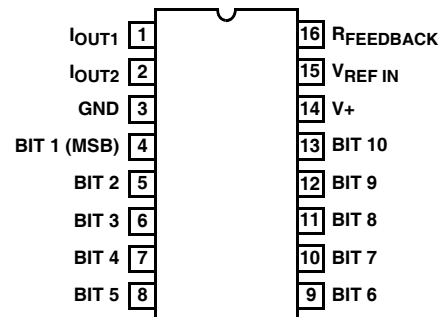 IOUT1 1 16 RFEEDBACK
IOUT2 2 15 VREF IN
GND 3 14 V+
BIT 1 (MSB) 4 13 BIT 10
BIT 2 5 12 BIT 9
BIT 3 6 11 BIT 8
BIT 4 7 10 BIT 7
BIT 5 8 9 BIT 6